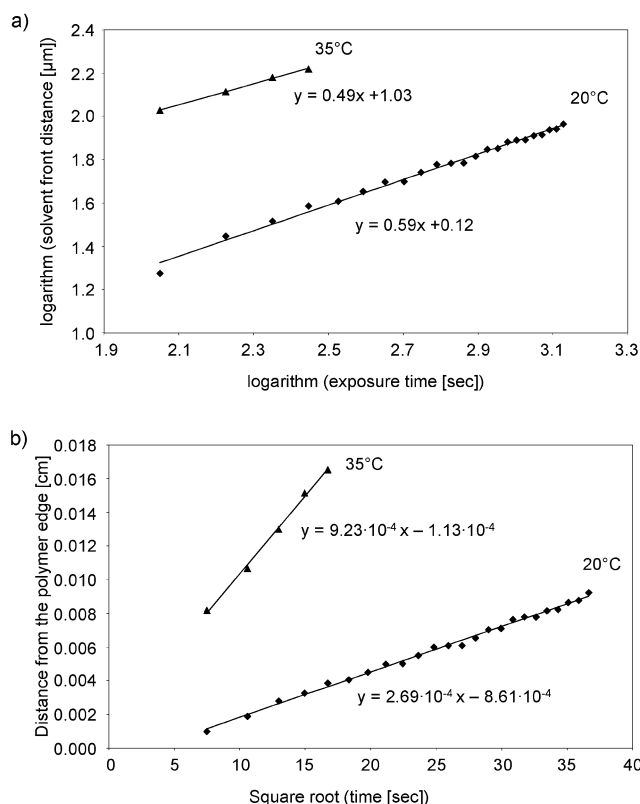 a)
logarithm (solvent front distance [µm])
2.4
2.2
2.0
1.8
1.6
1.4
1.2
1.0
35°C
y = 0.49x +1.03
20°C
y = 0.59x +0.12
1.9 2.1 2.3 2.5 2.7 2.9 3.1 3.3
logarithm (exposure time [sec])
b)
Distance from the polymer edge [cm]
0.018
0.016
0.014
0.012
0.010
0.008
0.006
0.004
0.002
0.000
35°C
y = 9.23·10⁻⁴ x – 1.13·10⁻⁴
20°C
y = 2.69·10⁻⁴ x – 8.61·10⁻⁴
0 5 10 15 20 25 30 35 40
Square root (time [sec])